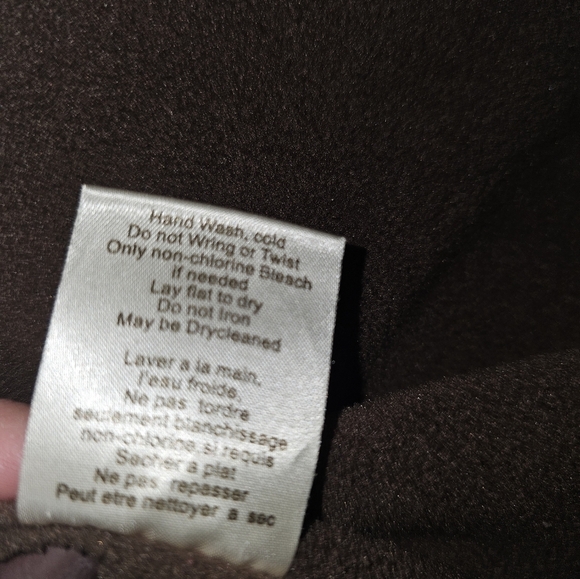 Hand Wash, cold
Do not Wring or Twist
Only non-chlorine Bleach
if needed
Lay flat to dry
Do not Iron
May be Drycleaned
Laver a la main,
l'eau froide,
Ne pas tordre
seulement blanchissage
non-chlorine, si requis
Secher a plat
Ne pas repasser
Peut etre nettoyer a sec